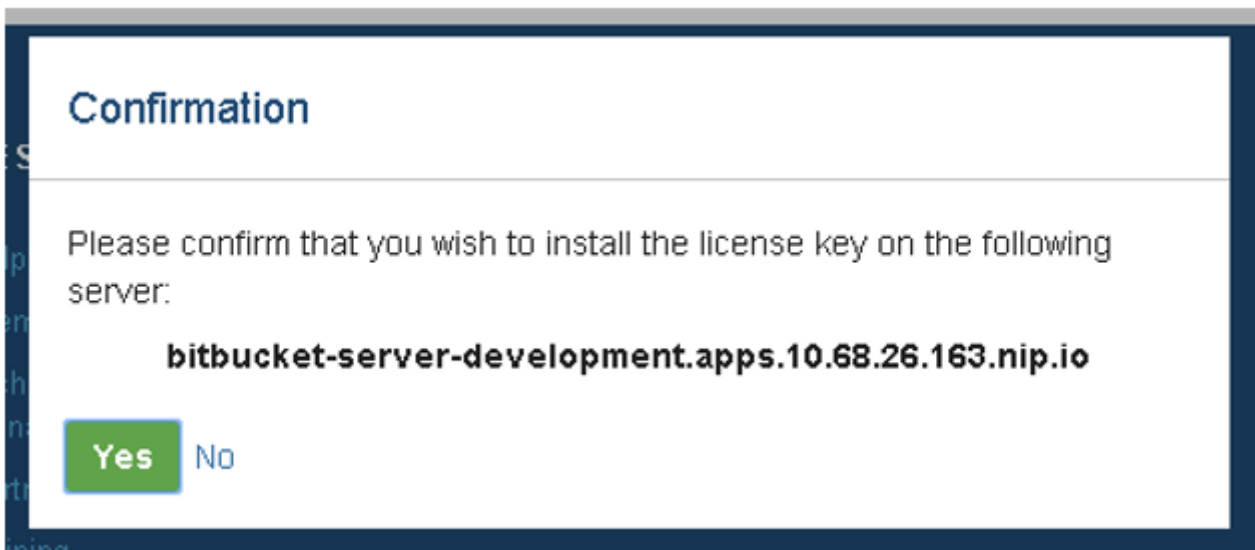 Confirmation
Please confirm that you wish to install the license key on the following
server:
bitbucket-server-development.apps.10.68.26.163.nip.io
Yes No